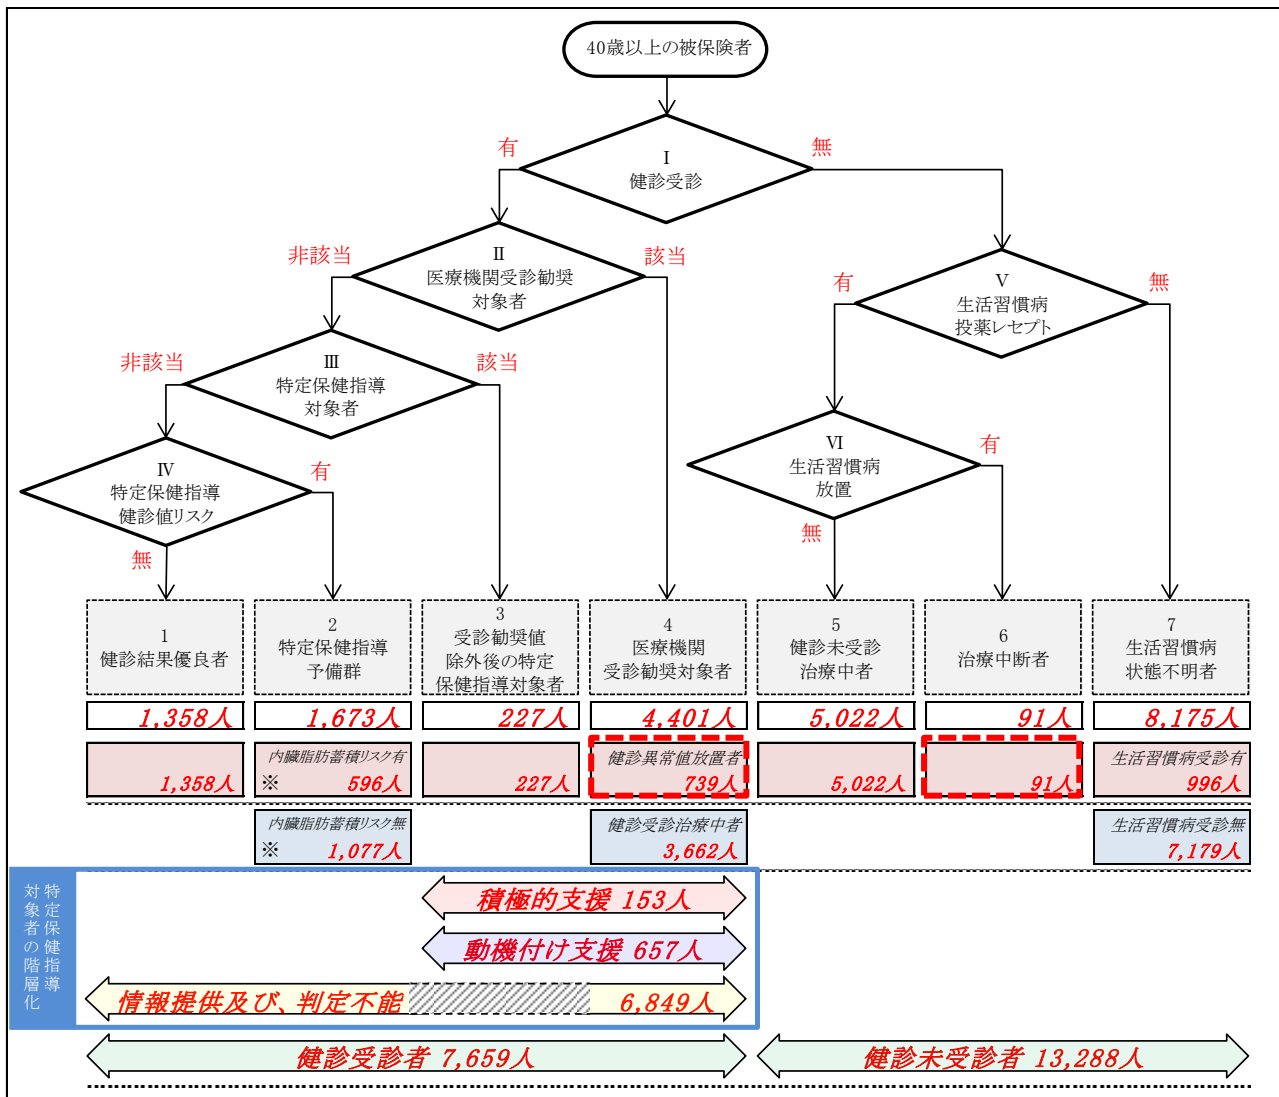 40歳以上の被保険者
有
Ⅰ
健診受診
無
非該当
Ⅱ
医療機関受診勧奨
対象者
該当
有
Ⅴ
生活習慣病
投薬レセプト
無
非該当
Ⅲ
特定保健指導
対象者
該当
Ⅳ
特定保健指導
健診値リスク
有
無
Ⅵ
生活習慣病
放置
有
無
1
健診結果優良者
2
特定保健指導
予備群
3
受診勧奨値
除外後の特定
保健指導対象者
4
医療機関
受診勧奨対象者
5
健診未受診
治療中者
6
治療中断者
7
生活習慣病
状態不明者
1,358人
1,673人
227人
4,401人
5,022人
91人
8,175人
1,358人
内臓脂肪蓄積リスク有
※ 596人
227人
健診異常値放置者
739人
5,022人
91人
生活習慣病受診有
996人
内臓脂肪蓄積リスク無
※ 1,077人
健診受診治療中者
3,662人
生活習慣病受診無
7,179人
特定保健指導
対象者の階層化
積極的支援 153人
動機付け支援 657人
情報提供及び、判定不能 6,849人
健診受診者 7,659人
健診未受診者 13,288人